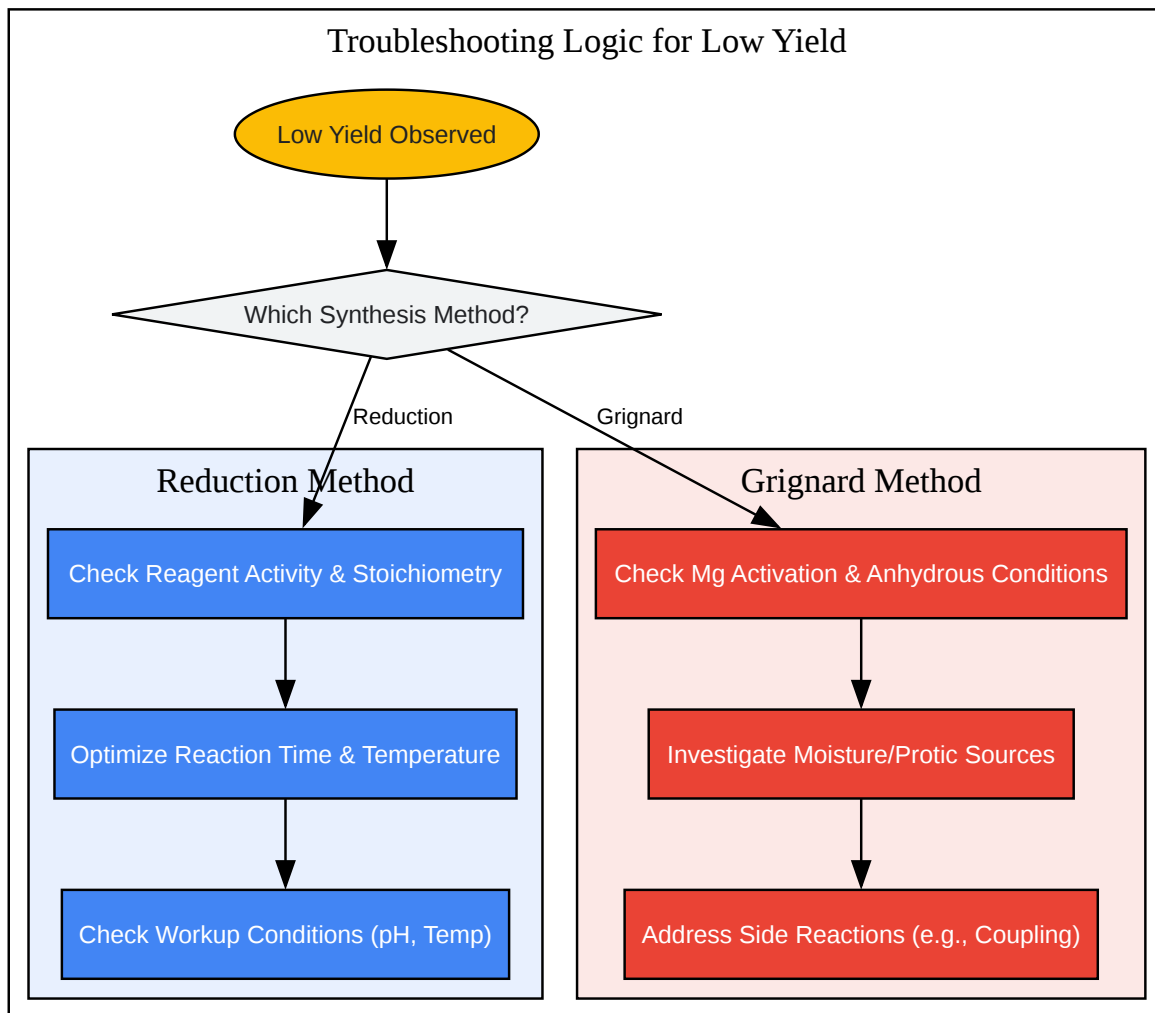 Troubleshooting Logic for Low Yield
Low Yield Observed
Which Synthesis Method?
Reduction
Grignard
Reduction Method
Check Reagent Activity & Stoichiometry
Optimize Reaction Time & Temperature
Check Workup Conditions (pH, Temp)
Grignard Method
Check Mg Activation & Anhydrous Conditions
Investigate Moisture/Protic Sources
Address Side Reactions (e.g., Coupling)